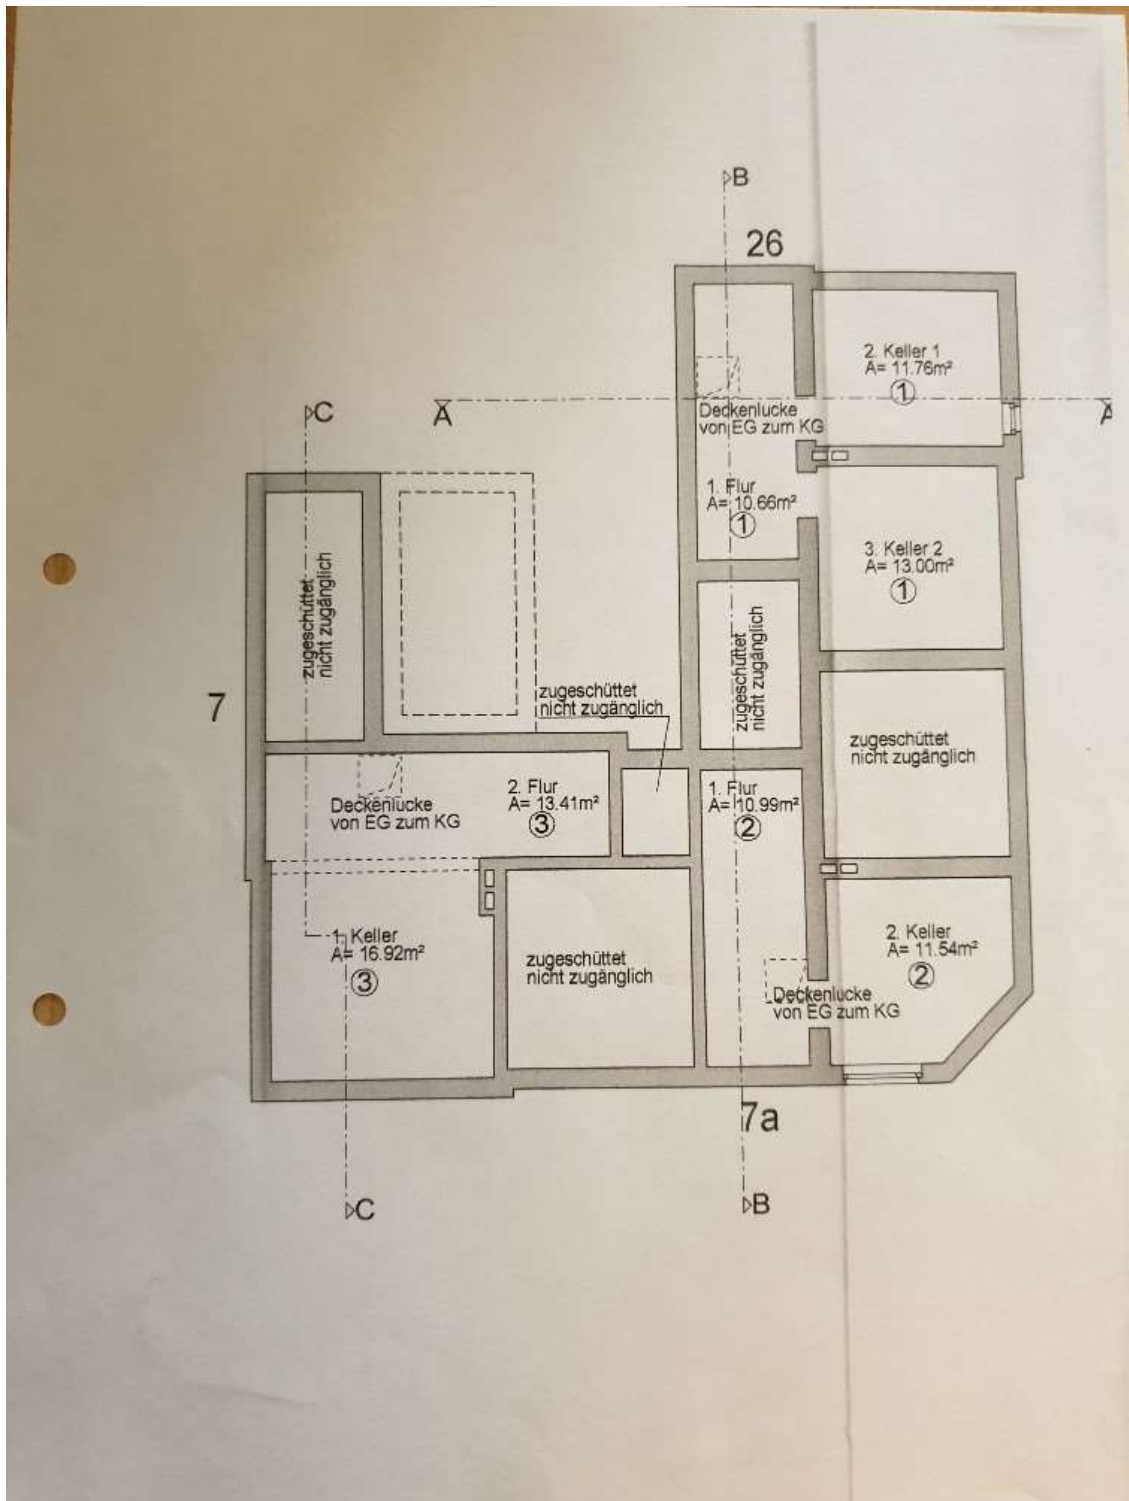 B
26
2. Keller 1
A= 11.76m²
1
C
A
A
Deckenlucke
von EG zum KG
1. Flur
A= 10.66m²
1
3. Keller 2
A= 13.00m²
1
zugeschüttet
nicht zugänglich
zugeschüttet
nicht zugänglich
7
zugeschüttet
nicht zugänglich
zugeschüttet
nicht zugänglich
2. Flur
A= 13.41m²
3
1. Flur
A= 10.99m²
2
Deckenlucke
von EG zum KG
1. Keller
A= 16.92m²
3
zugeschüttet
nicht zugänglich
2. Keller
A= 11.54m²
2
Deckenlucke
von EG zum KG
7a
C
B